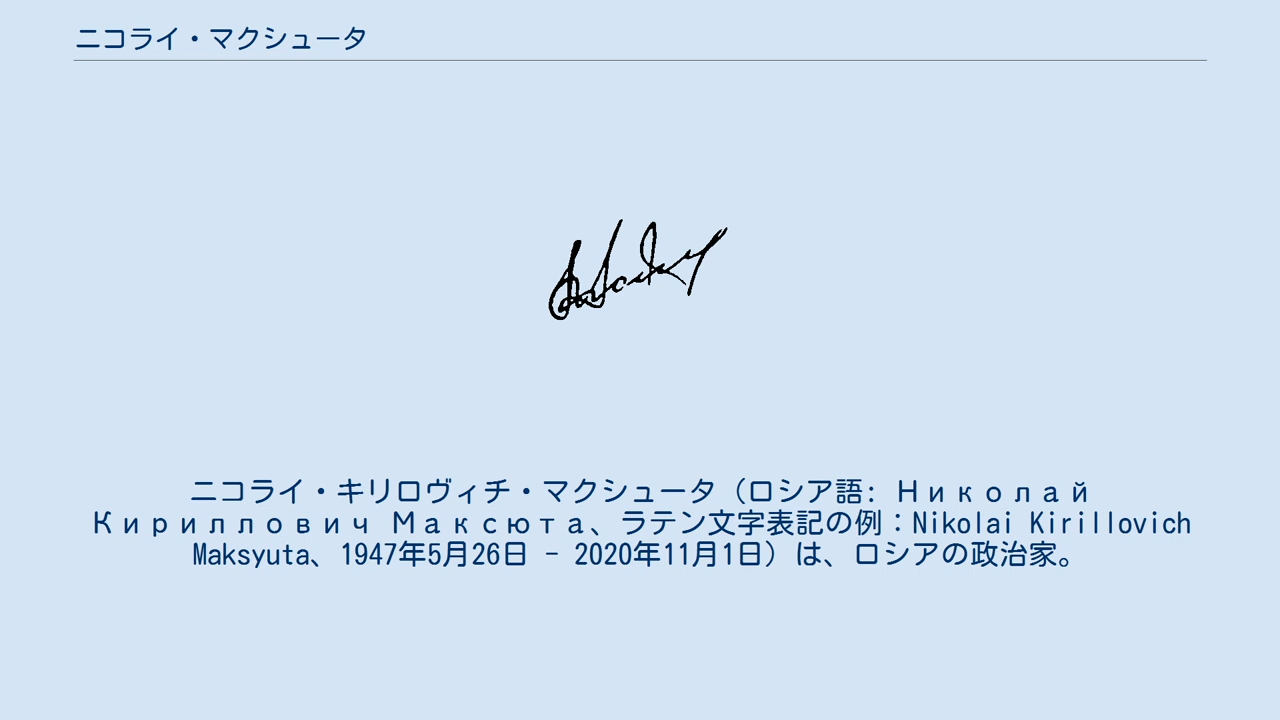 ニコライ・マクシュータ
ニコライ・キリロヴィチ・マクシュータ（ロシア語: Николай
Кириллович Максюта、ラテン文字表記の例：Nikolai Kirillovich
Maksyuta、1947年5月26日 - 2020年11月1日）は、ロシアの政治家。